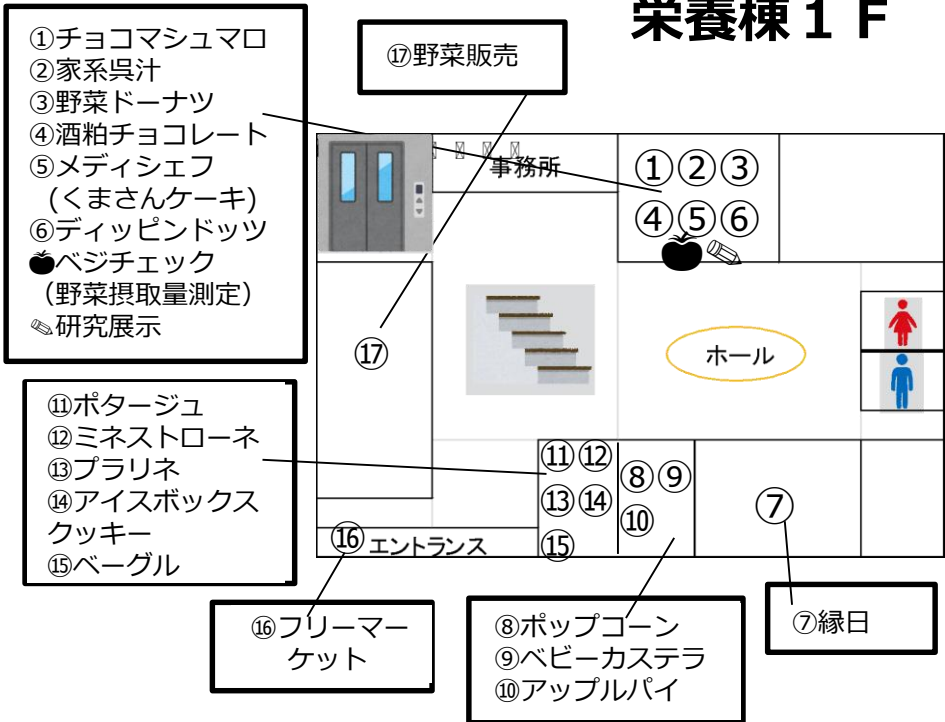 栄養棟１Ｆ
①チョコマシュマロ
②家系呉汁
③野菜ドーナツ
④酒粕チョコレート
⑤メディシェフ
(くまさんケーキ)
⑥ディッピンドッツ
ベジチェック
（野菜摂取量測定）
✎研究展示
⑰野菜販売
事務所
①②③
④⑤⑥
⑰
ホール
⑪ポタージュ
⑫ミネストローネ
⑬プラリネ
⑭アイスボックス
クッキー
⑮ベーグル
⑪⑫
⑬⑭
⑮
⑧⑨
⑩
⑦
⑯エントランス
⑯フリーマー
ケット
⑧ポップコーン
⑨ベビーカステラ
⑩アップルパイ
⑦縁日